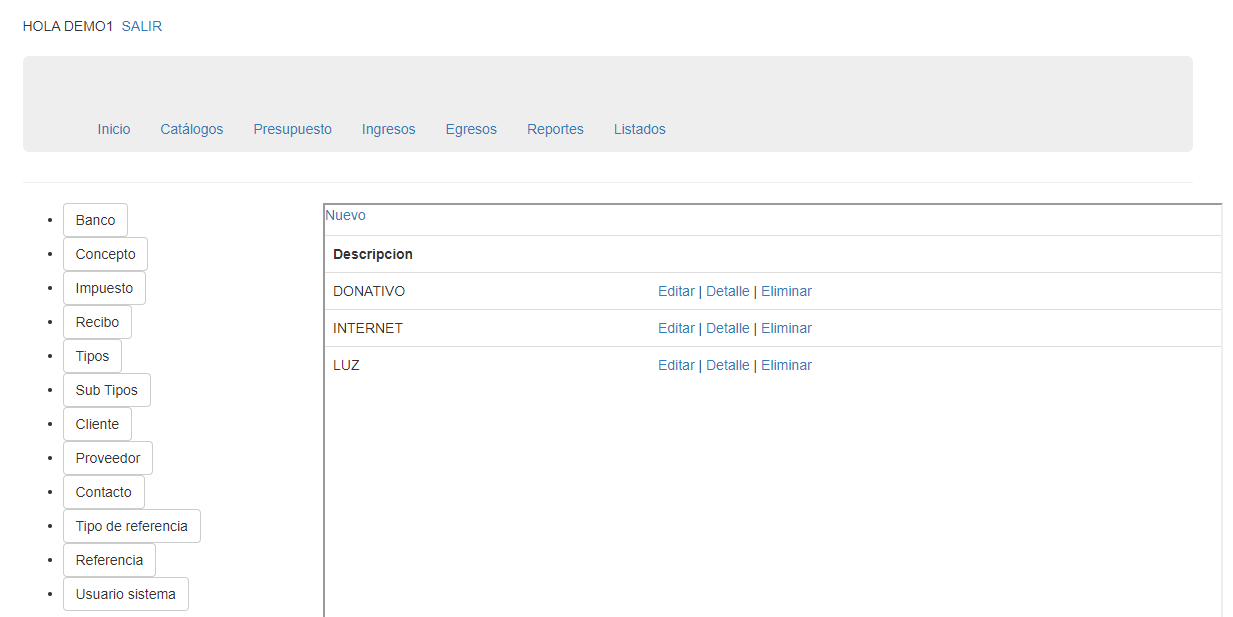 HOLA DEMO1 SALIR
Inicio Catálogos Presupuesto Ingresos Egresos Reportes Listados
Banco
Concepto
Impuesto
Recibo
Tipos
Sub Tipos
Cliente
Proveedor
Contacto
Tipo de referencia
Referencia
Usuario sistema
Nuevo
Descripcion
DONATIVO Editar | Detalle | Eliminar
INTERNET Editar | Detalle | Eliminar
LUZ Editar | Detalle | Eliminar